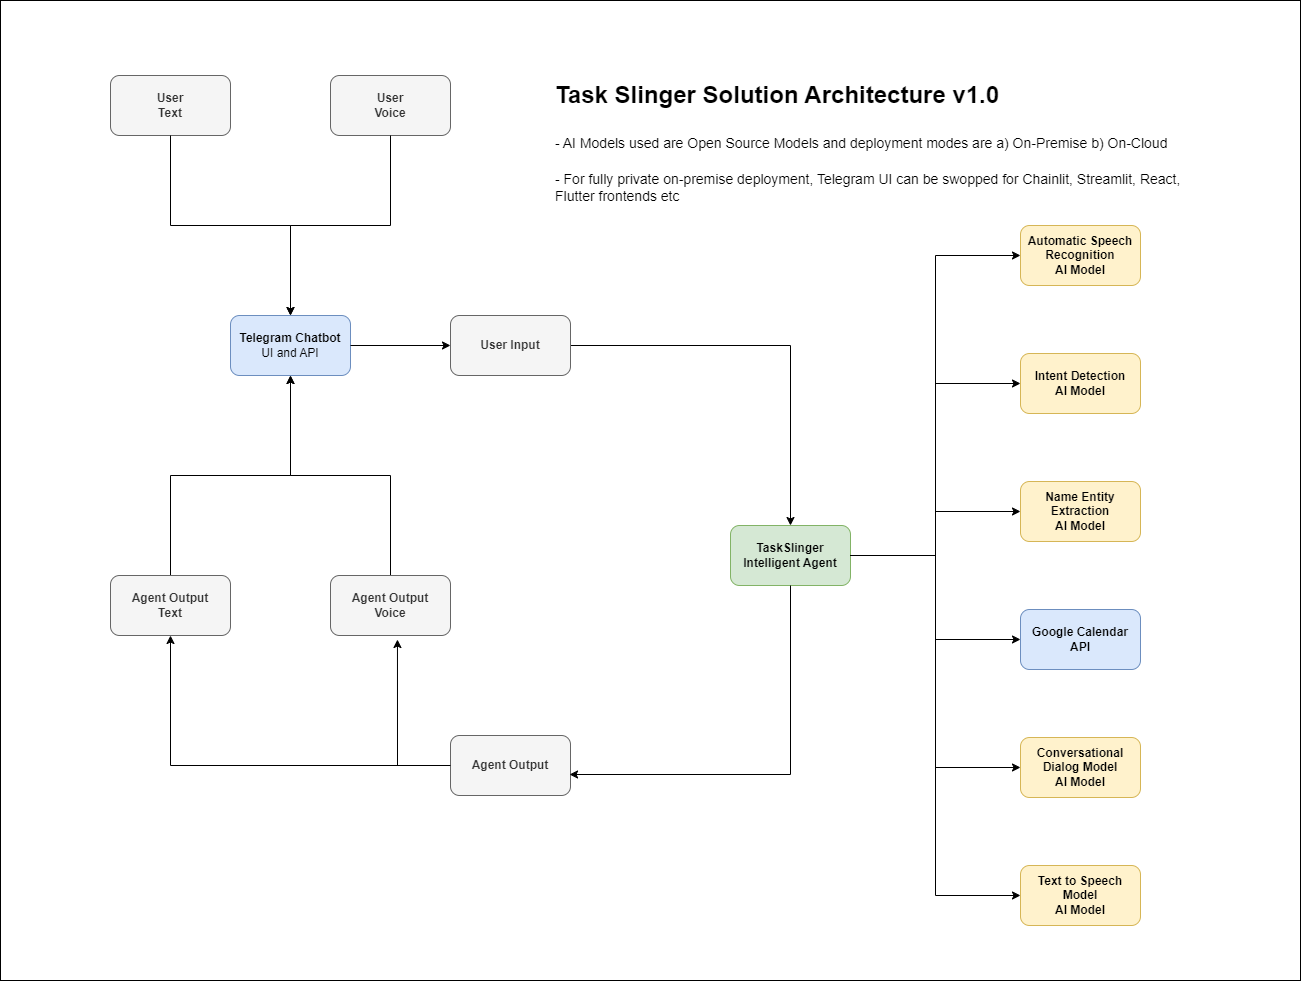 User
Text
User
Voice
Task Slinger Solution Architecture v1.0
- AI Models used are Open Source Models and deployment modes are a) On-Premise b) On-Cloud
- For fully private on-premise deployment, Telegram UI can be swopped for Chainlit, Streamlit, React,
Flutter frontends etc
Automatic Speech
Recognition
AI Model
Telegram Chatbot
UI and API
User Input
Intent Detection
AI Model
Name Entity
Extraction
AI Model
TaskSlinger
Intelligent Agent
Agent Output
Text
Agent Output
Voice
Google Calendar
API
Agent Output
Conversational
Dialog Model
AI Model
Text to Speech
Model
AI Model